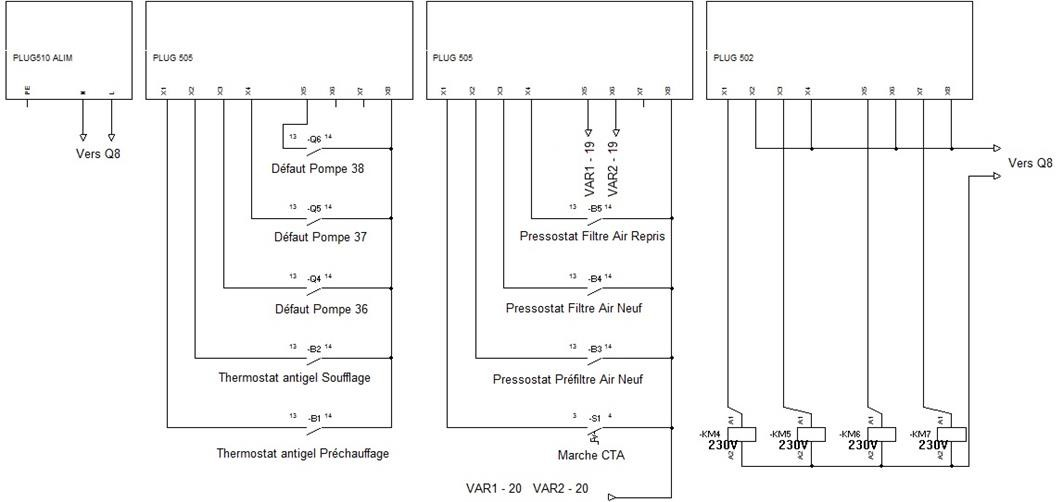 PLUG510 ALIM
PE
N
L
Vers Q8
PLUG 505
X1
X2
X3
X4
X5
X6
X7
XB
13 -Q6 14
Défaut Pompe 38
13 -Q5 14
Défaut Pompe 37
13 -Q4 14
Défaut Pompe 36
13 -B2 14
Thermostat antigel Soufflage
13 -B1 14
Thermostat antigel Préchauffage
PLUG 505
X1
X2
X3
X4
X5
X6
X7
XB
VAR1 - 19
VAR2 - 19
13 -B5 14
Pressostat Filtre Air Repris
13 -B4 14
Pressostat Filtre Air Neuf
13 -B3 14
Pressostat Préfiltre Air Neuf
3 -S1 4
Marche CTA
VAR1 - 20 VAR2 - 20
PLUG 502
X1
X2
X3
X4
X5
X6
X7
XB
Vers Q8
A1
-KM4
230V
A2
A1
-KM5
230V
A2
A1
-KM6
230V
A2
A1
-KM7
230V
A2